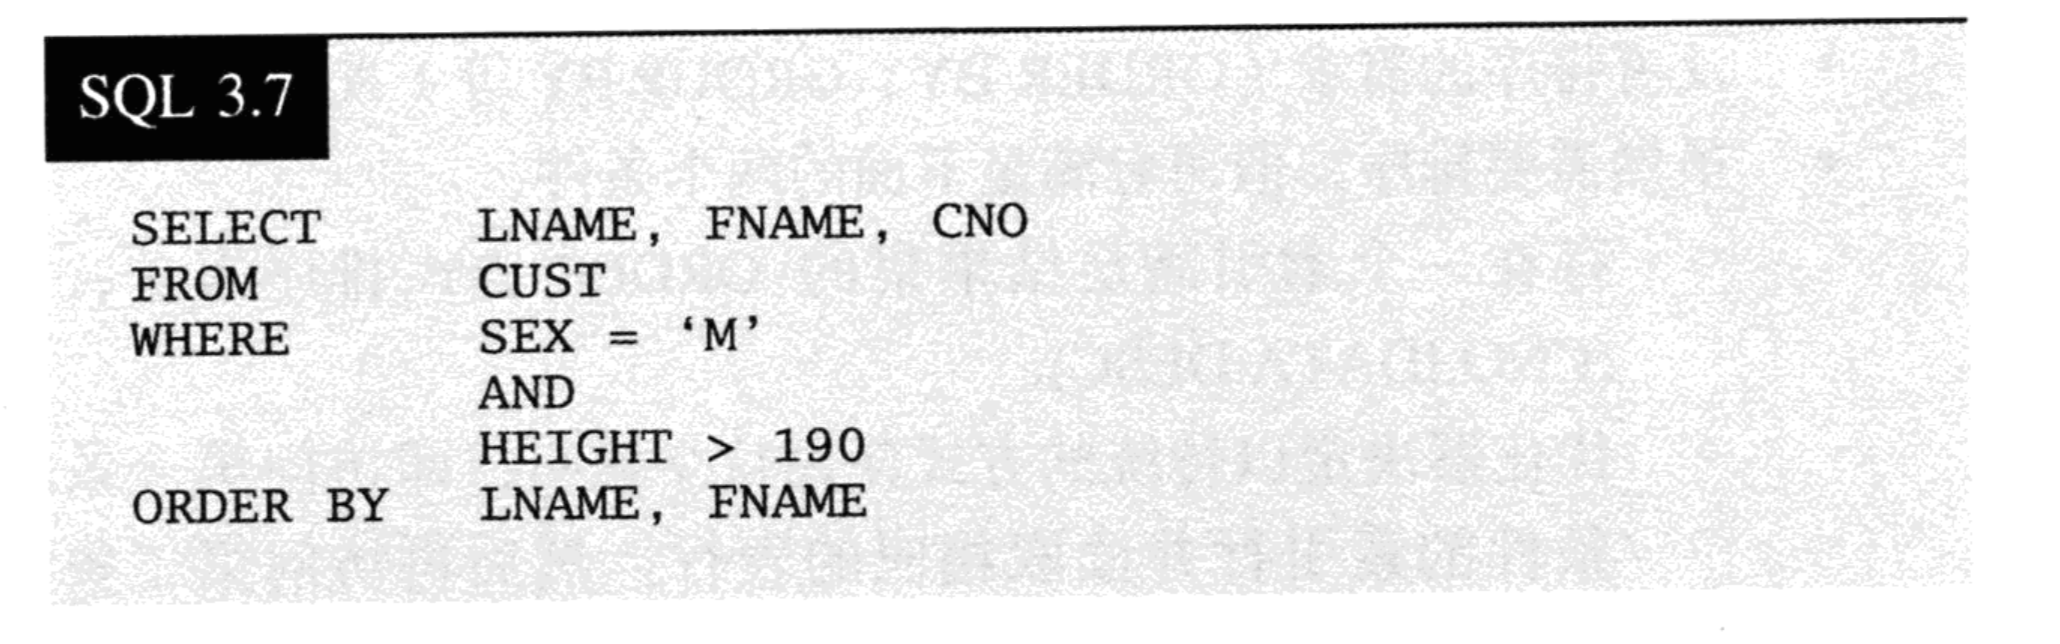 SQL 3.7
SELECT LNAME, FNAME, CNO
FROM CUST
WHERE SEX = ‘M’
AND
HEIGHT > 190
ORDER BY LNAME, FNAME